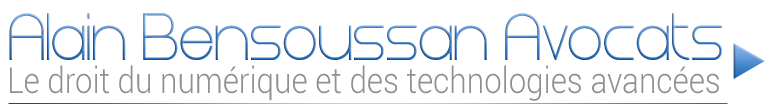 Alain Bensoussan Avocats
Le droit du numérique et des technologies avancées